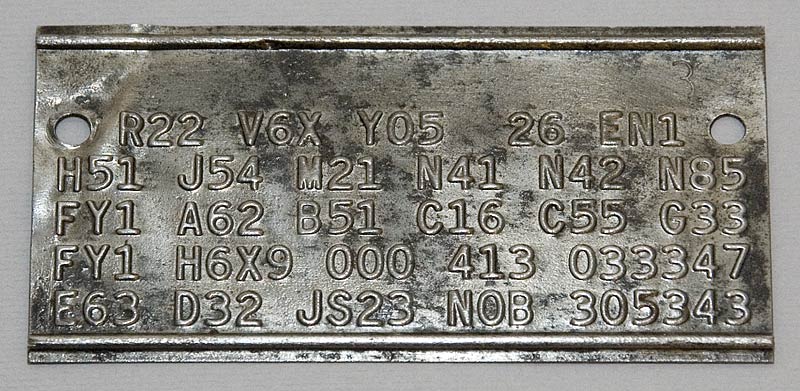 R22 V6X Y05 26 EN1
H51 J54 M21 N41 N42 N85
FY1 A62 B51 C16 C55 G33
FY1 H6X9 000 413 033347
E63 D32 JS23 N0B 305343